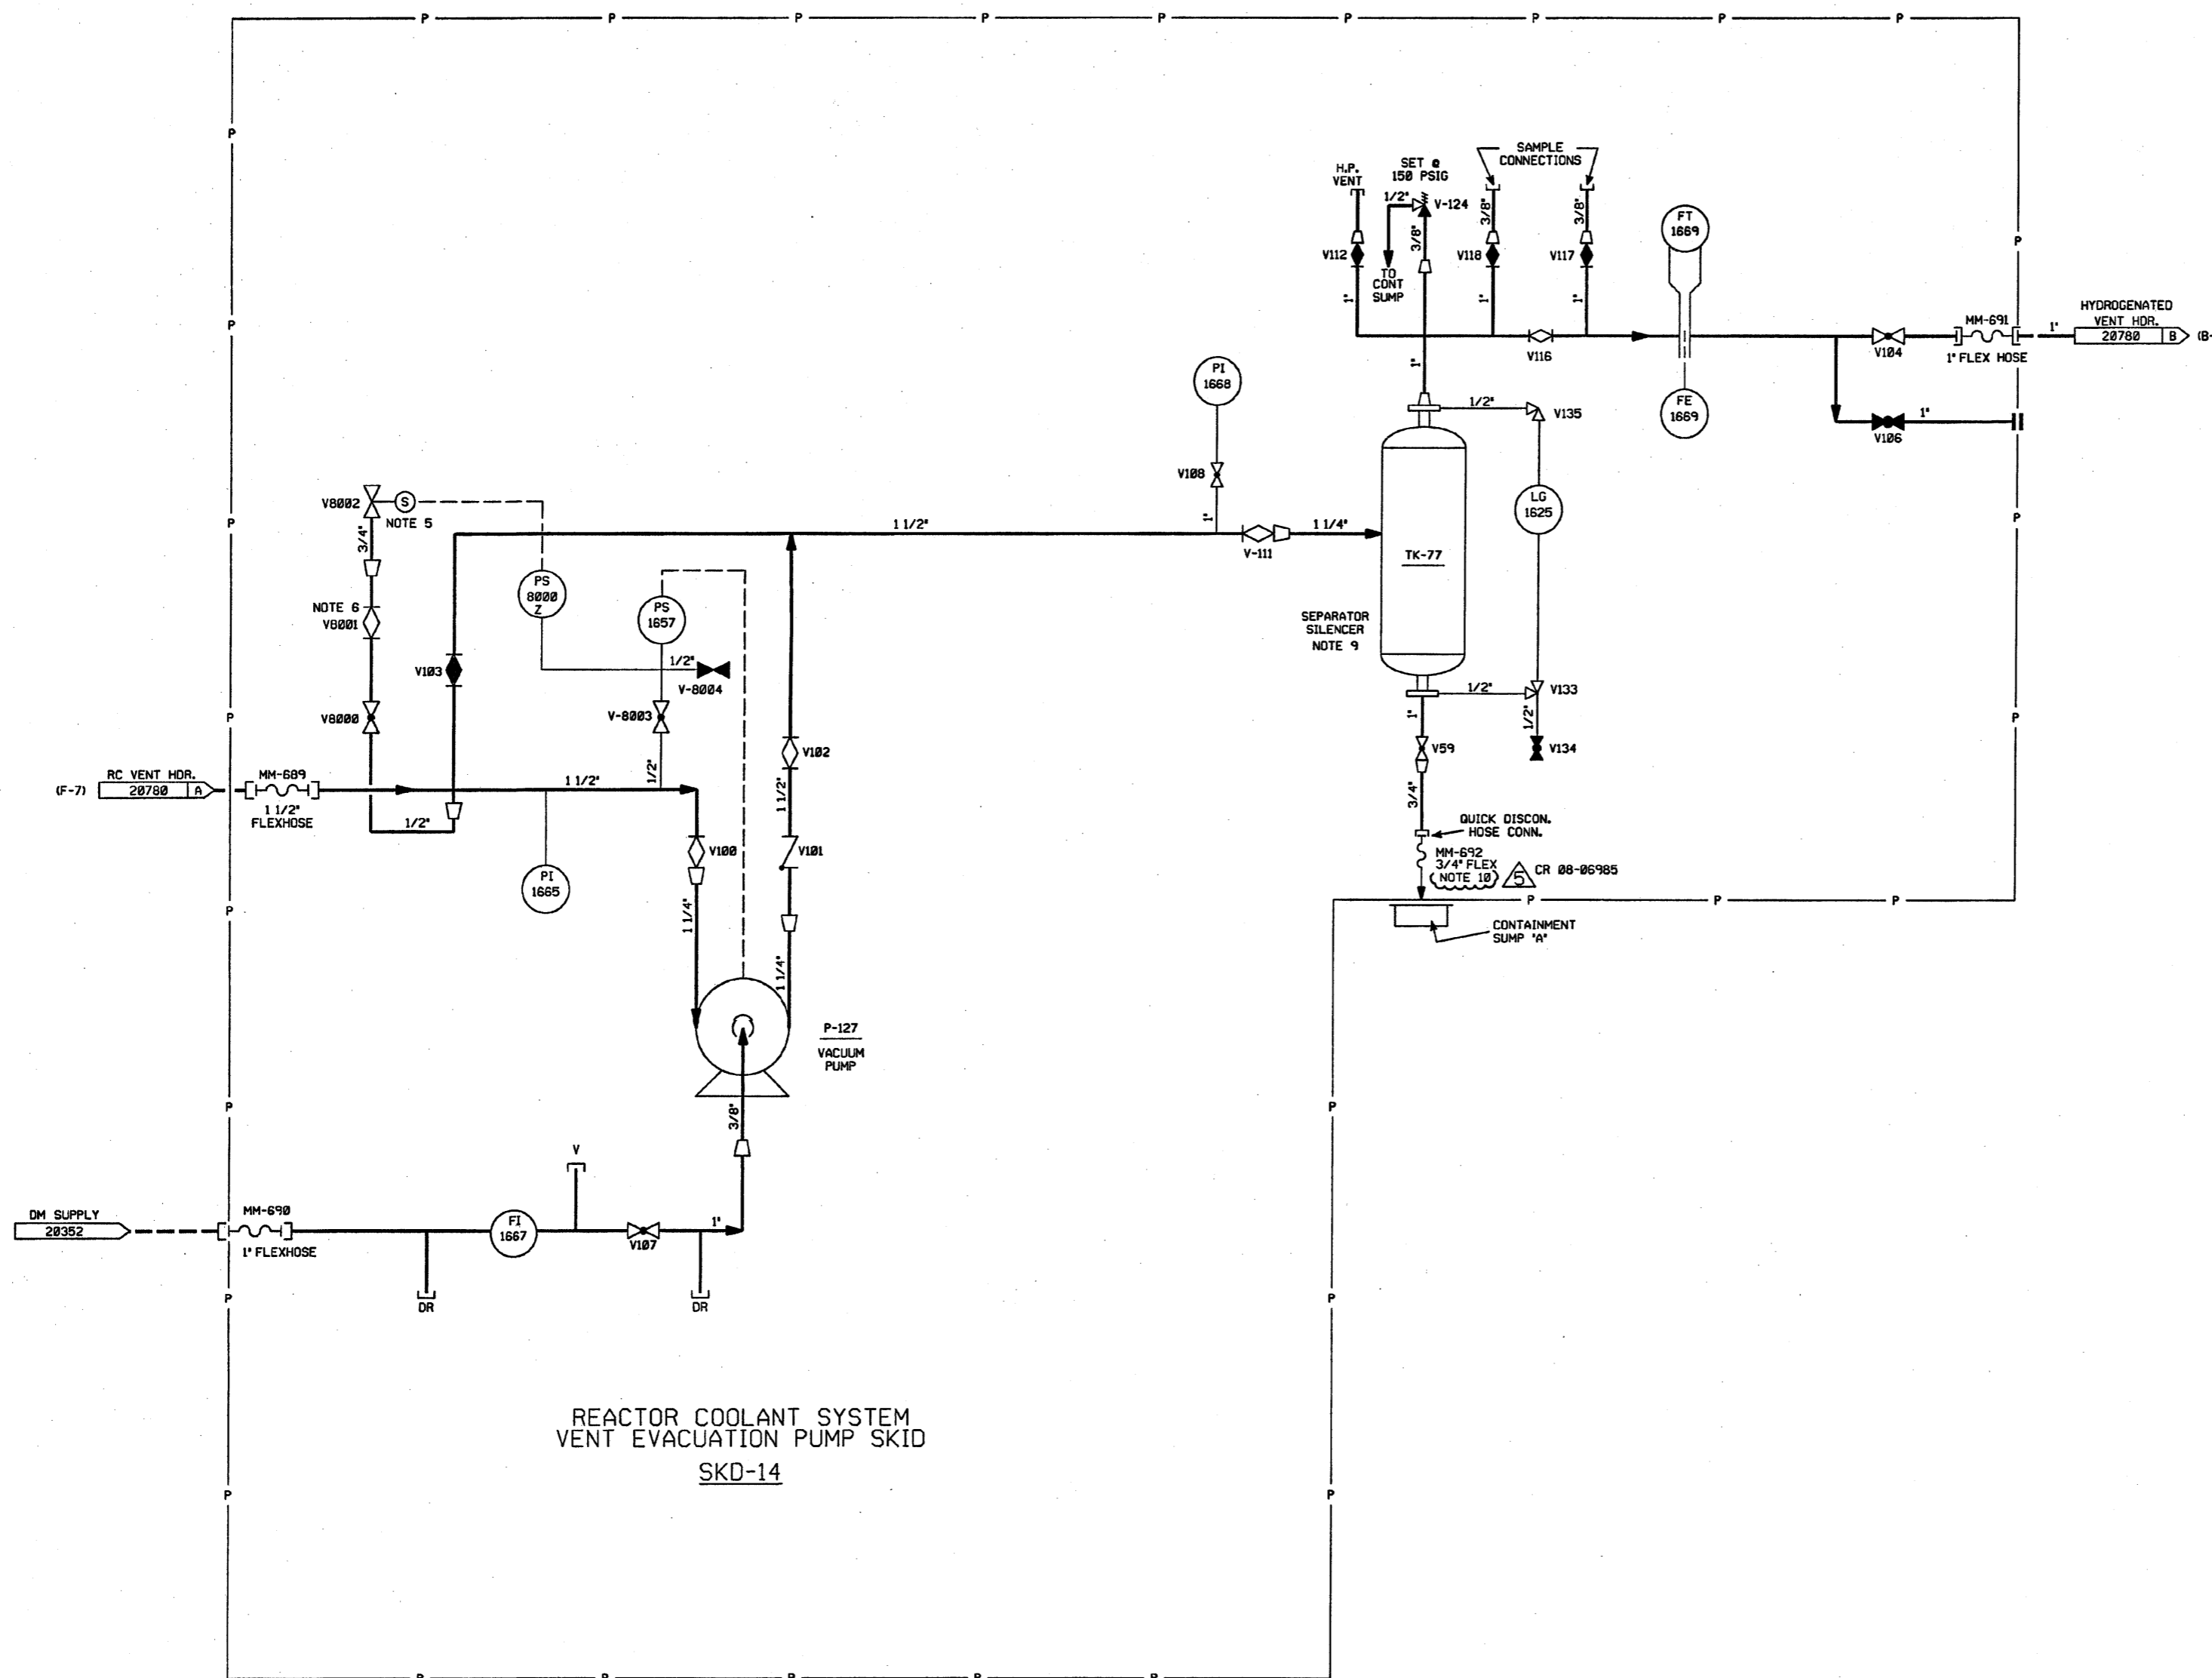 P P P P P P P P P
P
P
P
P
P
P
P
P
P
P
P
P
P
P
P P P
P
P
P
P P P P P
SAMPLE
CONNECTIONS
H.P.
VENT
SET @
150 PSIG
1/2"
V-124
3/8"
3/8"
3/8"
V112
V118
V117
TO
CONT
SUMP
1"
1"
1"
FT
1669
HYDROGENATED
VENT HDR.
20780 B
(B-
MM-691
1"
1" FLEX HOSE
V104
V116
1"
FE
1669
1"
V106
PI
1668
V108
1"
1/2"
V135
LG
1625
V8002
S
NOTE 5
3/4"
1 1/2"
V-111
1 1/4"
TK-77
SEPARATOR
SILENCER
NOTE 9
PS
8000
Z
PS
1657
NOTE 6
V8001
V103
1/2"
V-8004
V8000
V-8003
1/2"
V102
1/2"
V133
1/2"
V134
1"
V59
3/4"
RC VENT HDR.
(F-7)
20780 A
MM-689
1 1/2"
FLEXHOSE
1/2"
1 1/2"
1 1/2"
V100
V101
PI
1665
1 1/4"
1 1/4"
QUICK DISCON.
HOSE CONN.
MM-692
3/4" FLEX
NOTE 10
5
CR 08-06985
CONTAINMENT
SUMP "A"
P-127
VACUUM
PUMP
3/8"
V
DM SUPPLY
20352
MM-690
1" FLEXHOSE
FI
1667
V107
1"
DR
DR
REACTOR COOLANT SYSTEM
VENT EVACUATION PUMP SKID
SKD-14